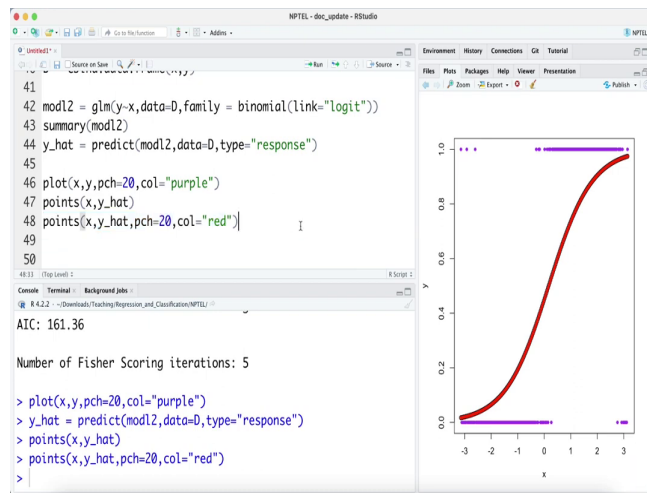 NPTEL - doc_update - RStudio
Go to file/function
Addins
NPTEL
Untitled1*
Source on Save
Run
Source
41
42 modl2 = glm(y~x,data=D,family = binomial(link="logit"))
43 summary(modl2)
44 y_hat = predict(modl2,data=D,type="response")
45
46 plot(x,y,pch=20,col="purple")
47 points(x,y_hat)
48 points(x,y_hat,pch=20,col="red")
49
50
48:33 (Top Level)
R Script
Console Terminal Background Jobs
R 4.2.2 · ~/Downloads/Teaching/Regression_and_Classification/NPTEL/
AIC: 161.36
Number of Fisher Scoring iterations: 5
> plot(x,y,pch=20,col="purple")
> y_hat = predict(modl2,data=D,type="response")
> points(x,y_hat)
> points(x,y_hat,pch=20,col="red")
>
Environment History Connections Git Tutorial
Files Plots Packages Help Viewer Presentation
Zoom Export Publish
1.0
0.8
0.6
y
0.4
0.2
0.0
-3 -2 -1 0 1 2 3
x